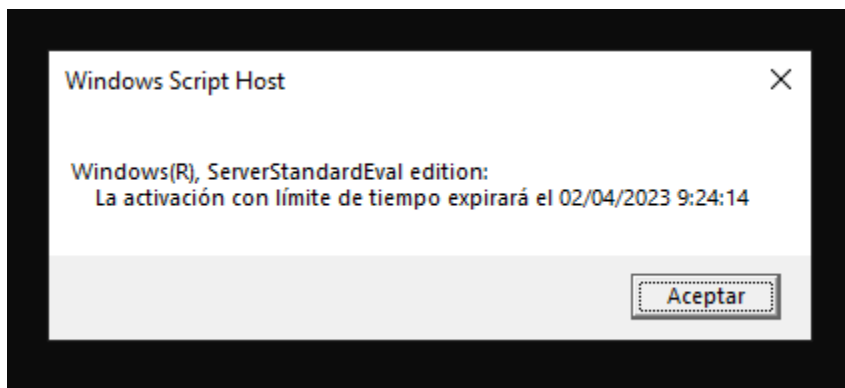 Windows Script Host
Windows(R), ServerStandardEval edition:
La activación con límite de tiempo expirará el 02/04/2023 9:24:14
Aceptar